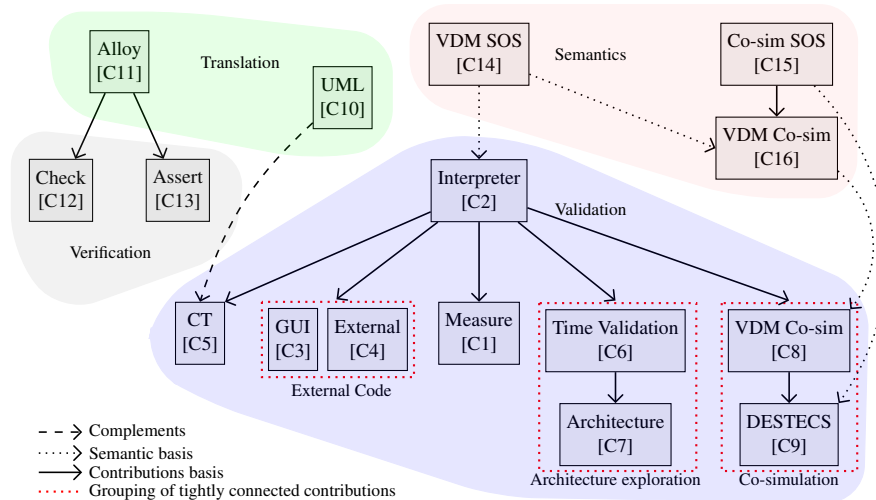 Alloy
[C11]
Translation
UML
[C10]
VDM SOS
[C14]
Semantics
Co-sim SOS
[C15]
VDM Co-sim
[C16]
Check
[C12]
Assert
[C13]
Verification
Interpreter
[C2]
Validation
CT
[C5]
GUI
[C3]
External
[C4]
External Code
Measure
[C1]
Time Validation
[C6]
Architecture
[C7]
Architecture exploration
VDM Co-sim
[C8]
DESTECS
[C9]
Co-simulation
Complements
Semantic basis
Contributions basis
Grouping of tightly connected contributions